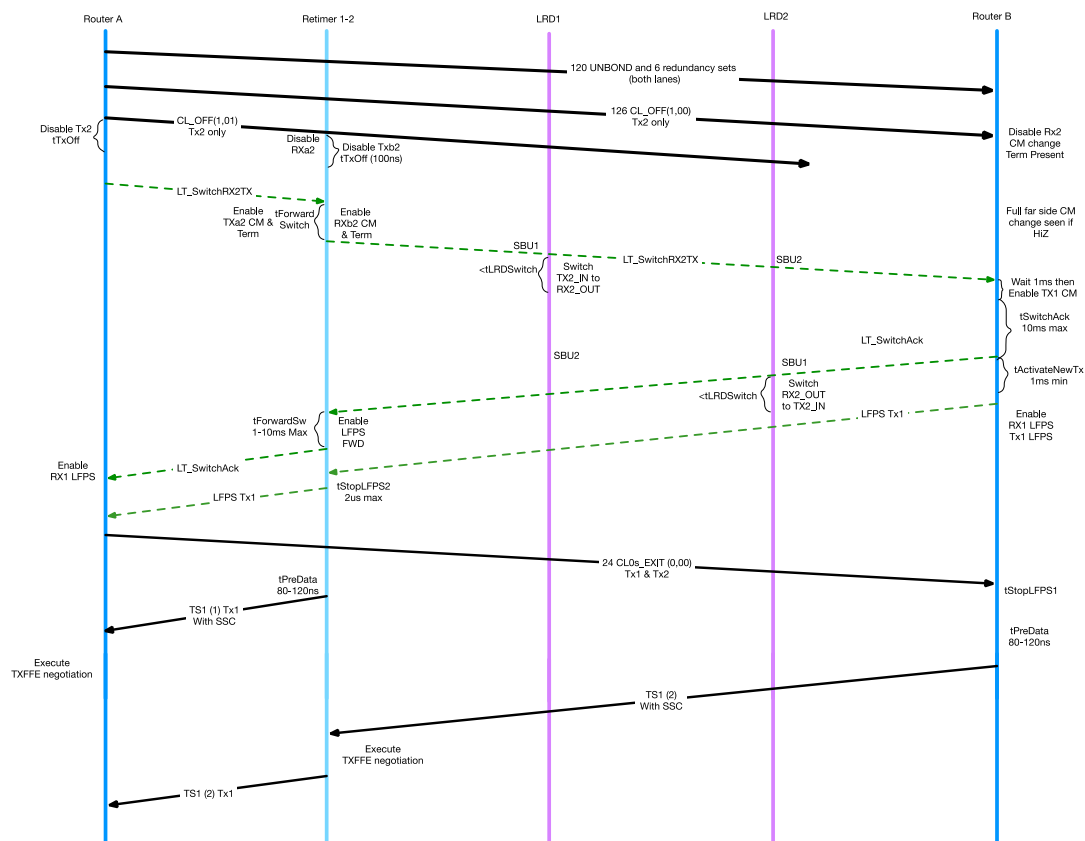 Router A
Retimer 1-2
LRD1
LRD2
Router B
120 UNBOND and 6 redundancy sets
(both lanes)
126 CL_OFF(1,00)
Tx2 only
Disable Tx2
tTxOff
CL_OFF(1,01)
Tx2 only
Disable
RXa2
Disable Txb2
tTxOff (100ns)
Disable Rx2
CM change
Term Present
LT_SwitchRX2TX
Enable
TXa2 CM &
Term
tForward
Switch
Enable
RXb2 CM
& Term
Full far side CM
change seen if
HiZ
SBU1
LT_SwitchRX2TX
SBU2
<tLRDSwitch
Switch
TX2_IN to
RX2_OUT
Wait 1ms then
Enable TX1 CM
tSwitchAck
10ms max
LT_SwitchAck
SBU2
SBU1
tActivateNewTx
1ms min
<tLRDSwitch
Switch
RX2_OUT
to TX2_IN
tForwardSw
1-10ms Max
Enable
LFPS
FWD
LFPS Tx1
Enable
RX1 LFPS
Tx1 LFPS
Enable
RX1 LFPS
LT_SwitchAck
LFPS Tx1
tStopLFPS2
2us max
24 CL0s_EXIT (0,00)
Tx1 & Tx2
tPreData
80-120ns
tStopLFPS1
TS1 (1) Tx1
With SSC
tPreData
80-120ns
Execute
TXFFE negotiation
TS1 (2)
With SSC
Execute
TXFFE negotiation
TS1 (2) Tx1